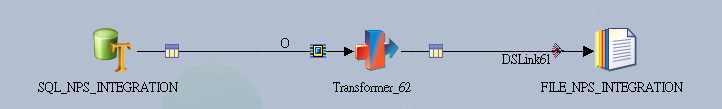 O
DSLink61
SQL_NPS_INTEGRATION
Transformer_62
FILE_NPS_INTEGRATION